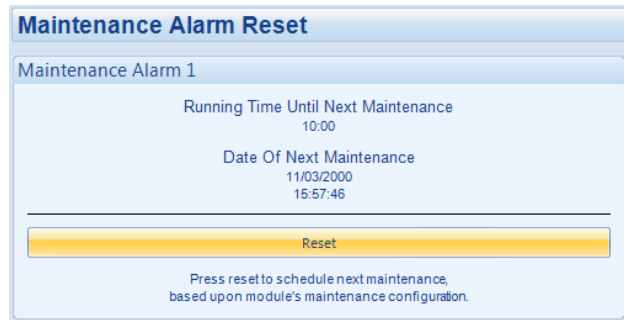 Maintenance Alarm Reset
Maintenance Alarm 1
Running Time Until Next Maintenance
10:00
Date Of Next Maintenance
11/03/2000
15:57:46
Reset
Press reset to schedule next maintenance,
based upon module's maintenance configuration.